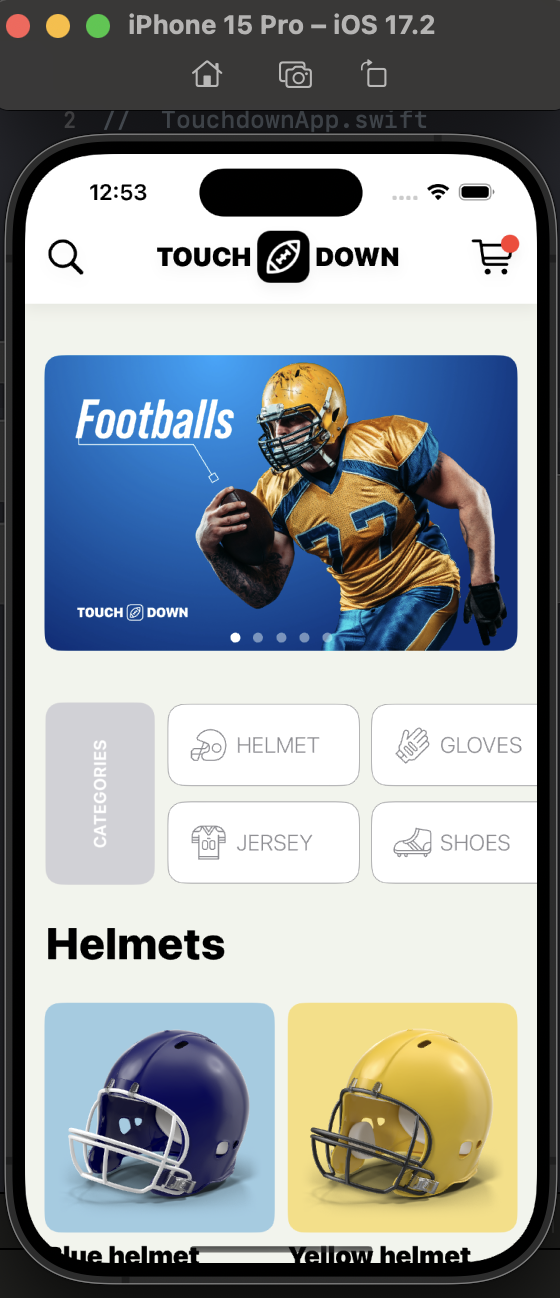 iPhone 15 Pro – iOS 17.2
2 // TouchdownApp.swift
12:53
TOUCH DOWN
Footballs
77
TOUCH DOWN
CATEGORIES
HELMET
GLOVES
JERSEY
SHOES
Helmets
Blue helmet
Yellow helmet